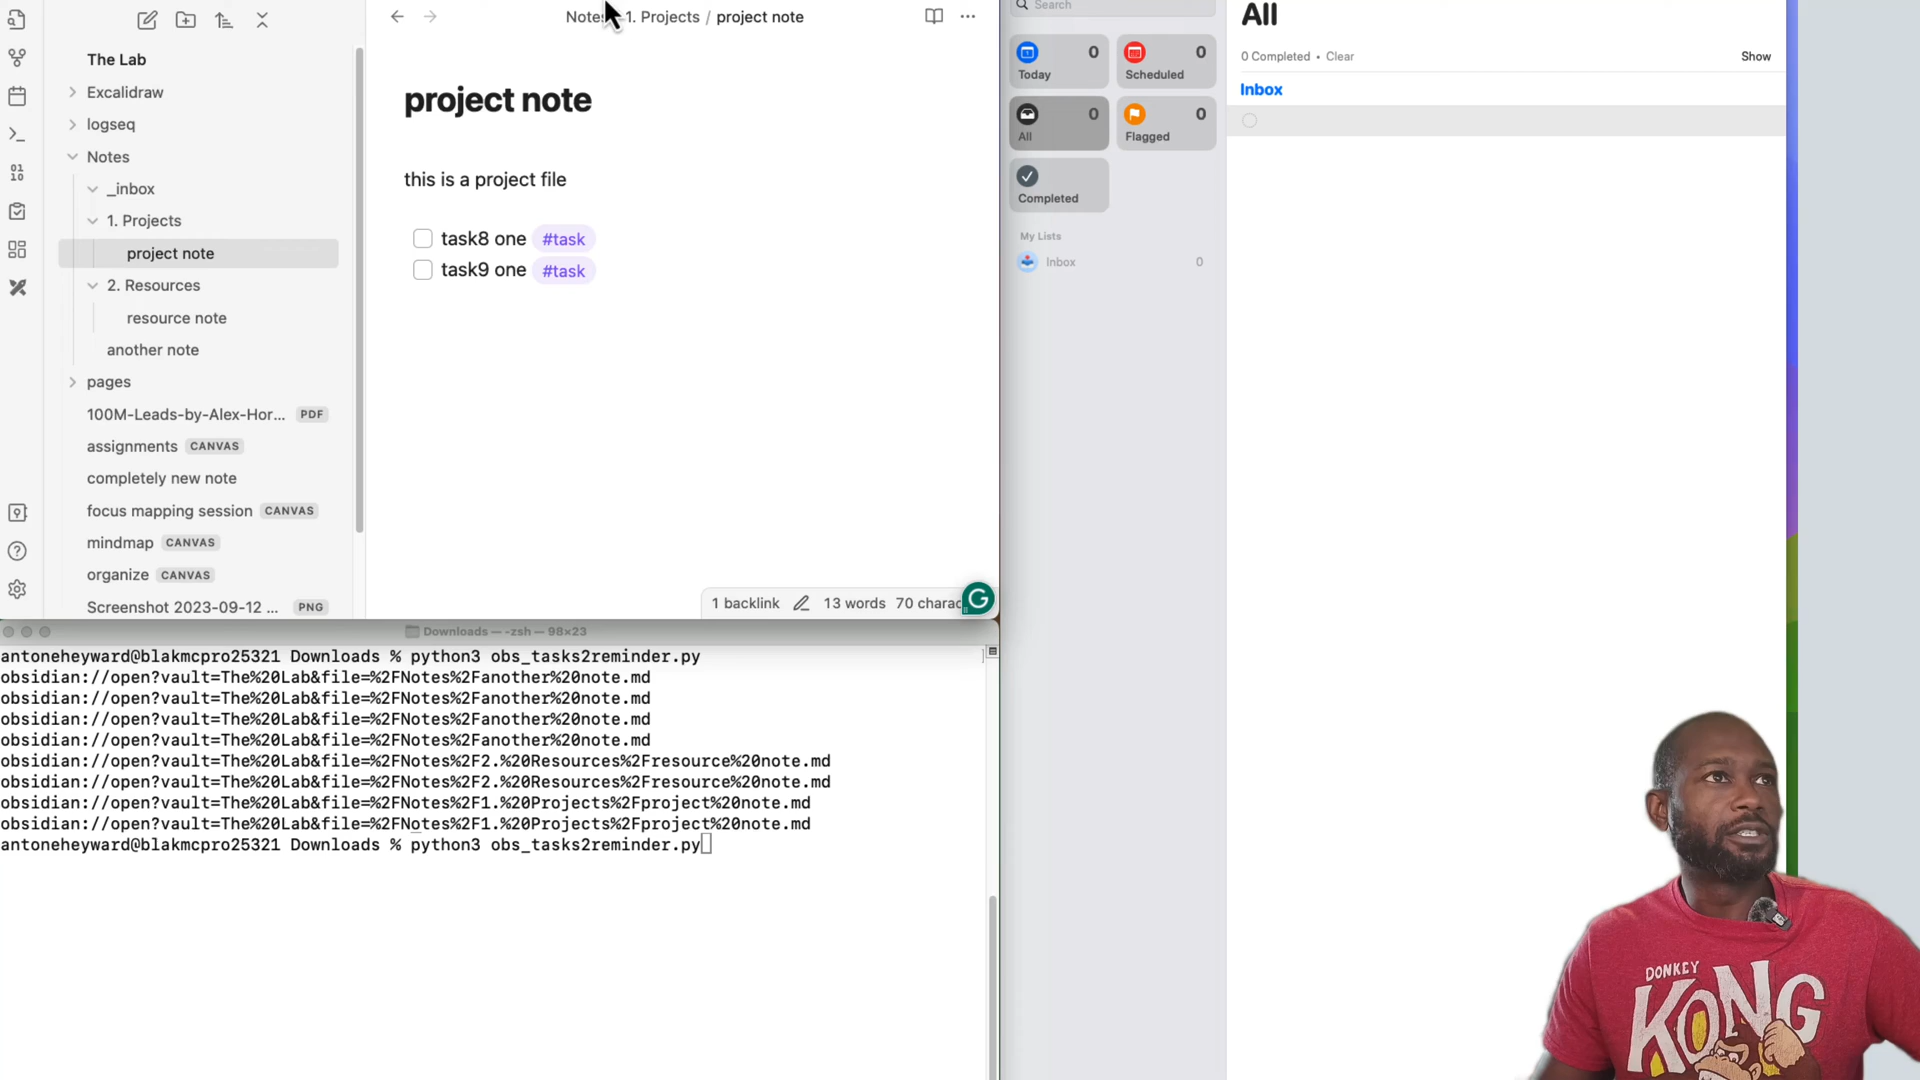 Notes / 1. Projects / project note
The Lab
Excalidraw
logseq
Notes
_inbox
1. Projects
project note
2. Resources
resource note
another note
pages
100M-Leads-by-Alex-Hor... PDF
assignments CANVAS
completely new note
focus mapping session CANVAS
mindmap CANVAS
organize CANVAS
Screenshot 2023-09-12 ... PNG
project note
this is a project file
task8 one #task
task9 one #task
1 backlink 13 words 70 charac
G
Search
Today 0
Scheduled 0
All 0
Flagged 0
Completed
My Lists
Inbox 0
All
0 Completed • Clear Show
Inbox
Downloads — -zsh — 98×23
antoneheyward@blakmcpro25321 Downloads % python3 obs_tasks2reminder.py
obsidian://open?vault=The%20Lab&file=%2FNotes%2Fanother%20note.md
obsidian://open?vault=The%20Lab&file=%2FNotes%2Fanother%20note.md
obsidian://open?vault=The%20Lab&file=%2FNotes%2Fanother%20note.md
obsidian://open?vault=The%20Lab&file=%2FNotes%2Fanother%20note.md
obsidian://open?vault=The%20Lab&file=%2FNotes%2F2.%20Resources%2Fresource%20note.md
obsidian://open?vault=The%20Lab&file=%2FNotes%2F2.%20Resources%2Fresource%20note.md
obsidian://open?vault=The%20Lab&file=%2FNotes%2F1.%20Projects%2Fproject%20note.md
obsidian://open?vault=The%20Lab&file=%2FNotes%2F1.%20Projects%2Fproject%20note.md
antoneheyward@blakmcpro25321 Downloads % python3 obs_tasks2reminder.py
DONKEY
KONG